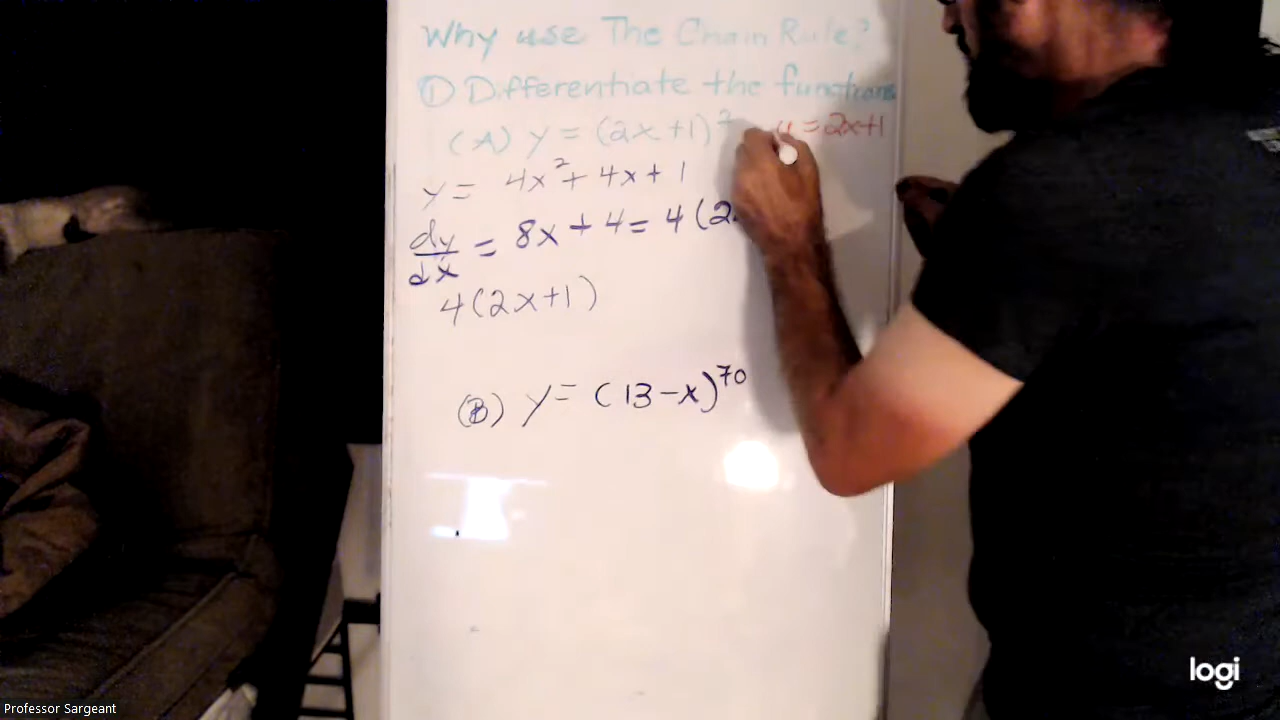 Why use The Chain Rule?
① Differentiate the functions
(A) y = (2x+1)² u = 2x+1
y = 4x² + 4x + 1
dy/dx = 8x + 4 = 4(2x
4(2x+1)
(B) y = (13-x)⁷⁰
logi
Professor Sargeant